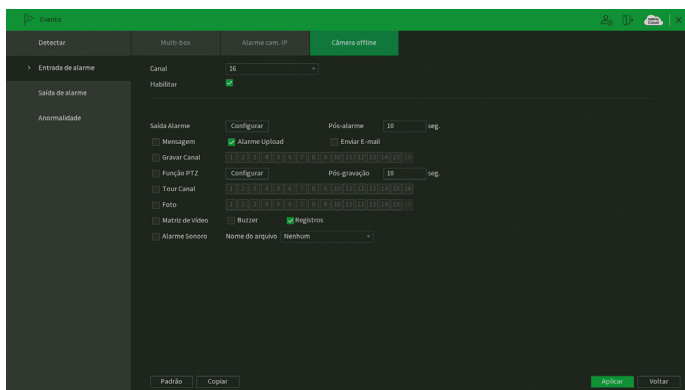 Evento
Detectar
Multi-box
Alarme cam. IP
Câmera offline
Entrada de alarme
Canal
16
Habilitar
Saída de alarme
Anormalidade
Saída Alarme
Configurar
Pós-alarme
10
seg.
Mensagem
Alarme Upload
Enviar E-mail
Gravar Canal
1 2 3 4 5 6 7 8 9 10 11 12 13 14 15 16
Função PTZ
Configurar
Pós-gravação
10
seg.
Tour Canal
1 2 3 4 5 6 7 8 9 10 11 12 13 14 15 16
Foto
1 2 3 4 5 6 7 8 9 10 11 12 13 14 15 16
Matriz de Vídeo
Buzzer
Registros
Alarme Sonoro
Nome do arquivo
Nenhum
Padrão
Copiar
Aplicar
Voltar